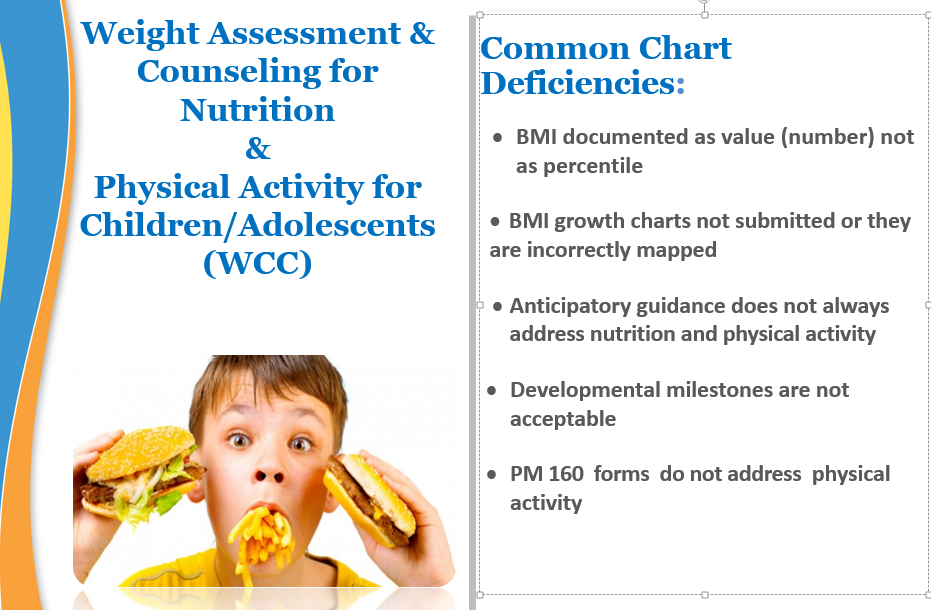 Weight Assessment &
Counseling for
Nutrition
&
Physical Activity for
Children/Adolescents
(WCC)
Common Chart
Deficiencies:
• BMI documented as value (number) not
as percentile
• BMI growth charts not submitted or they
are incorrectly mapped
• Anticipatory guidance does not always
address nutrition and physical activity
• Developmental milestones are not
acceptable
• PM 160 forms do not address physical
activity